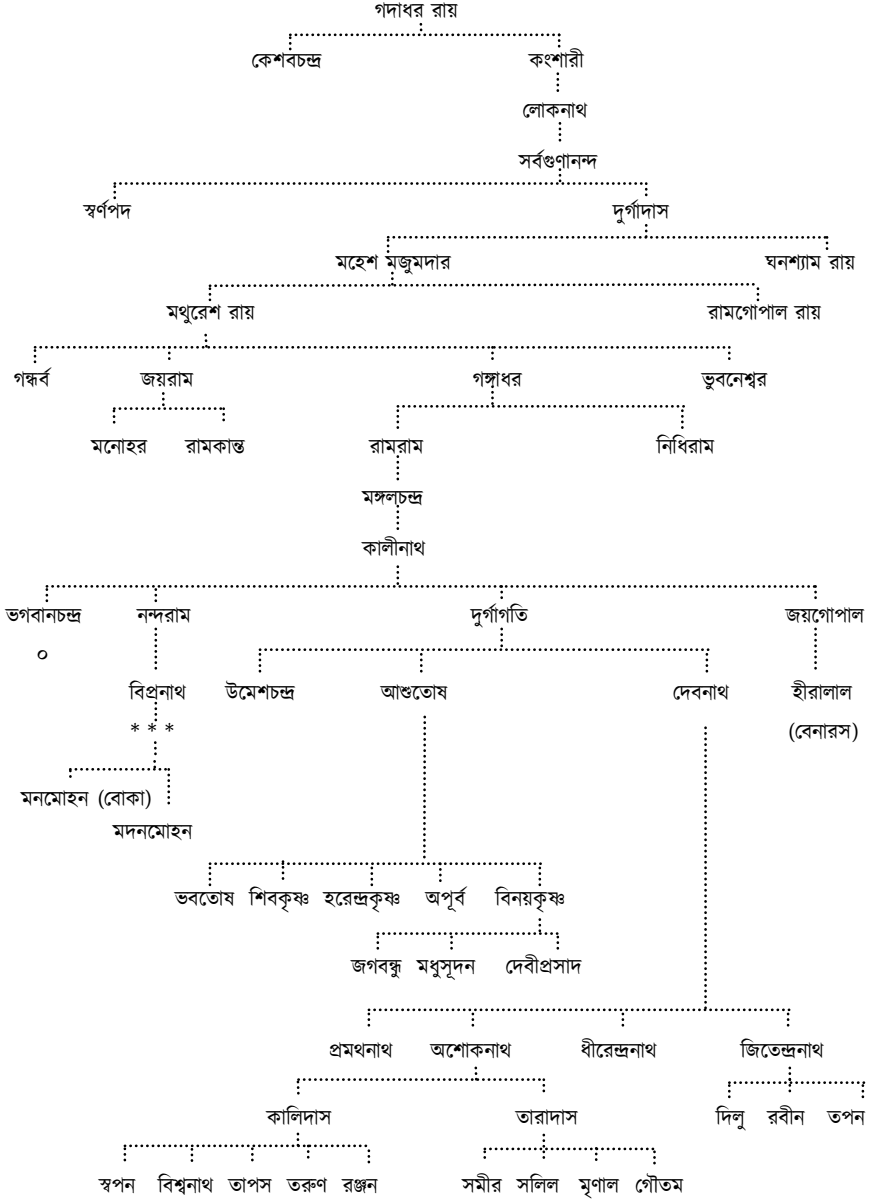 গদাধর রায়
কেশবচন্দ্র কংশারী
লোকনাথ
সর্বগুণানন্দ
স্বর্ণপদ দুর্গাদাস
মহেশ মজুমদার ঘনশ্যাম রায়
মথুরেশ রায় রামগোপাল রায়
গন্ধর্ব জয়রাম গঙ্গাধর ভুবনেশ্বর
মনোহর রামকান্ত রামরাম নিধিরাম
মঙ্গলচন্দ্র
কালীনাথ
ভগবানচন্দ্র নন্দরাম দুর্গাগতি জয়গোপাল
০
বিপ্রনাথ উমেশচন্দ্র আশুতোষ দেবনাথ হীরালাল
* * * (বেনারস)
মনমোহন (বোকা)
মদনমোহন
ভবতোষ শিবকৃষ্ণ হরেন্দ্রকৃষ্ণ অপূর্ব বিনয়কৃষ্ণ
জগবন্ধু মধুসূদন দেবীপ্রসাদ
প্রমথনাথ অশোকনাথ ধীরেন্দ্রনাথ জিতেন্দ্রনাথ
কালিদাস তারাদাস দিলু রবীন তপন
স্বপন বিশ্বনাথ তাপস তরুণ রঞ্জন সমীর সলিল মৃণাল গৌতম